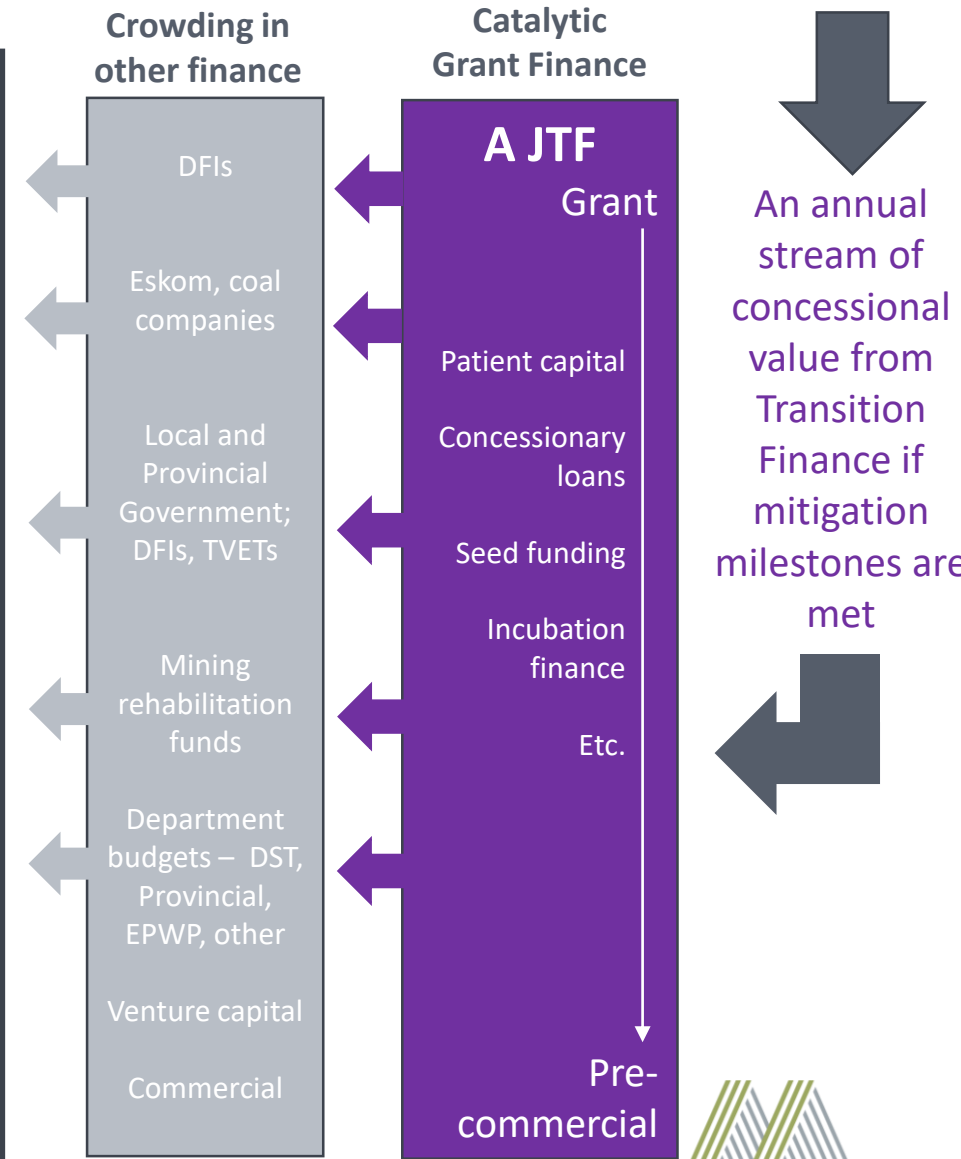 Crowding in
other finance
DFIs
Eskom, coal
companies
Local and
Provincial
Government;
DFIs, TVETs
Mining
rehabilitation
funds
Department
budgets – DST,
Provincial,
EPWP, other
Venture capital
Commercial
Catalytic
Grant Finance
A JTF
Grant
Patient capital
Concessionary
loans
Seed funding
Incubation
finance
Etc.
Pre-
commercial
An annual
stream of
concessional
value from
Transition
Finance if
mitigation
milestones are
met